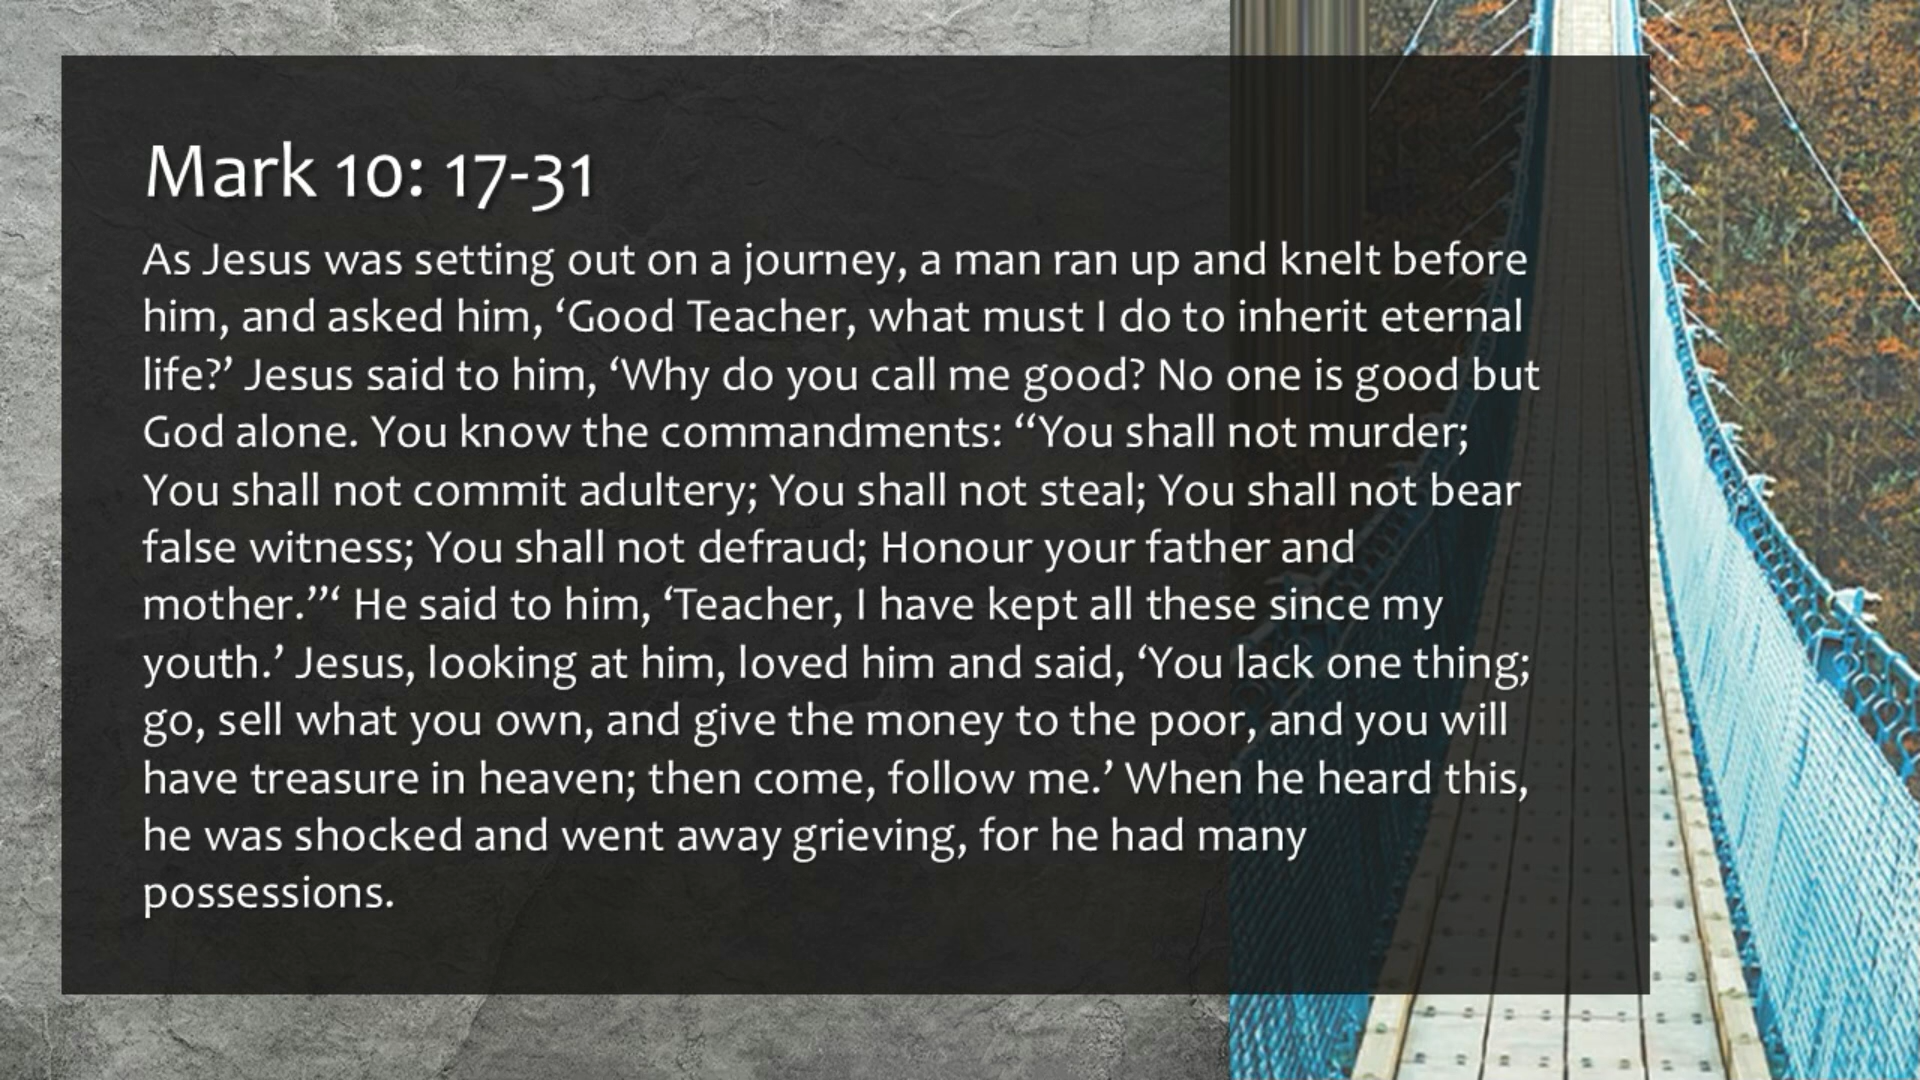 Mark 10: 17-31
As Jesus was setting out on a journey, a man ran up and knelt before
him, and asked him, ‘Good Teacher, what must I do to inherit eternal
life?’ Jesus said to him, ‘Why do you call me good? No one is good but
God alone. You know the commandments: “You shall not murder;
You shall not commit adultery; You shall not steal; You shall not bear
false witness; You shall not defraud; Honour your father and
mother.”‘ He said to him, ‘Teacher, I have kept all these since my
youth.’ Jesus, looking at him, loved him and said, ‘You lack one thing;
go, sell what you own, and give the money to the poor, and you will
have treasure in heaven; then come, follow me.’ When he heard this,
he was shocked and went away grieving, for he had many
possessions.